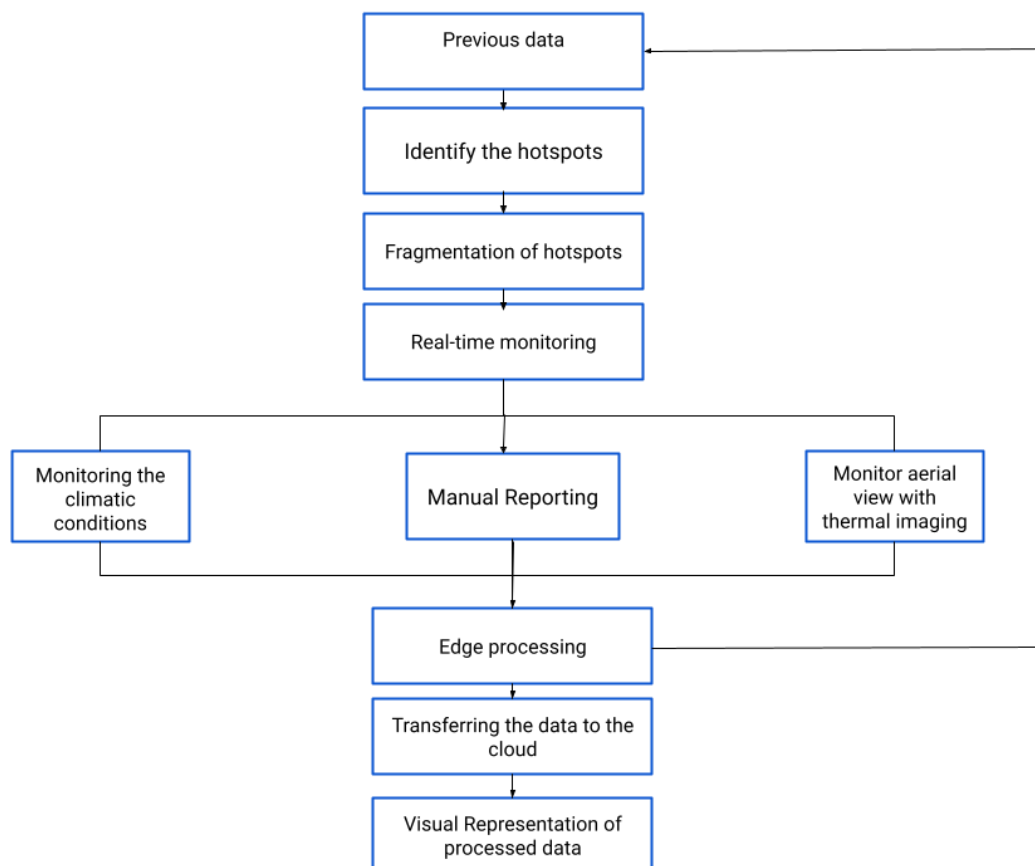 Previous data
Identify the hotspots
Fragmentation of hotspots
Real-time monitoring
Monitoring the
climatic
conditions
Manual Reporting
Monitor aerial
view with
thermal imaging
Edge processing
Transferring the data to the
cloud
Visual Representation of
processed data